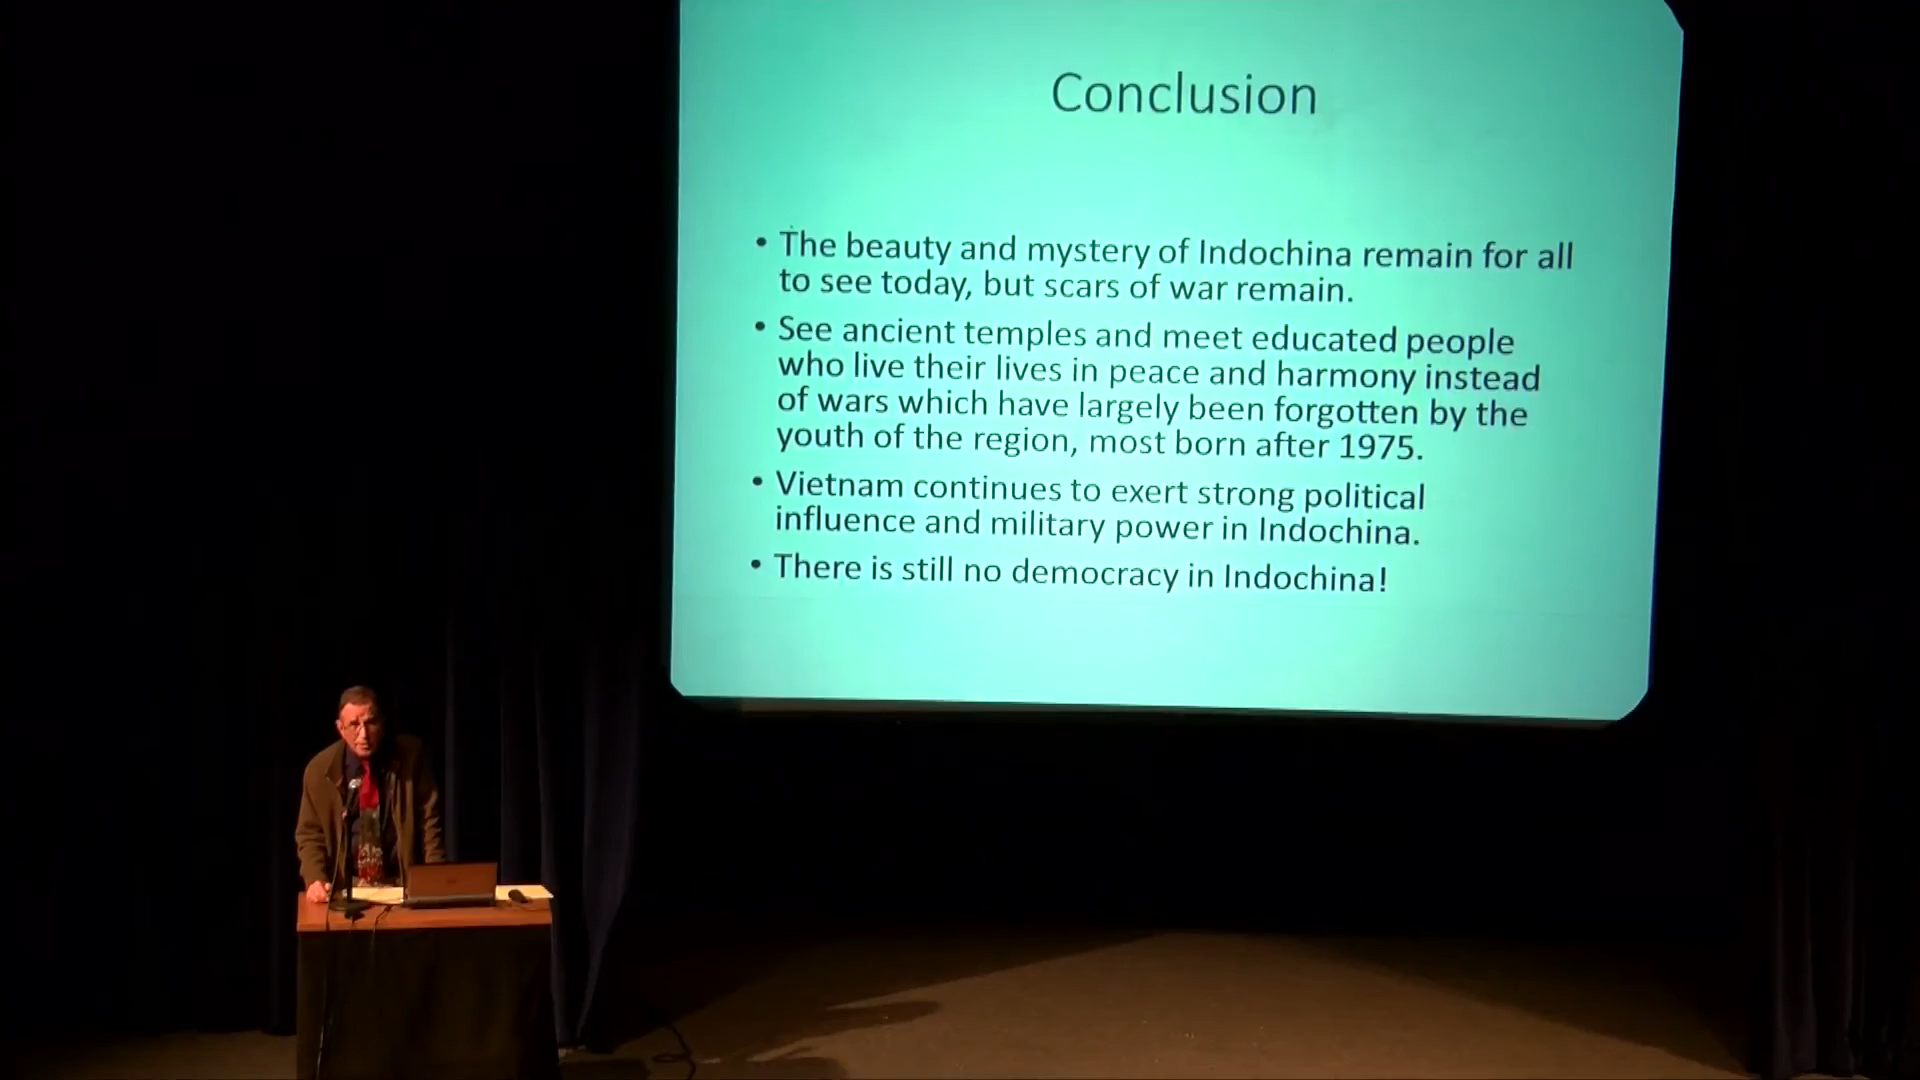 Conclusion
• The beauty and mystery of Indochina remain for all
to see today, but scars of war remain.
• See ancient temples and meet educated people
who live their lives in peace and harmony instead
of wars which have largely been forgotten by the
youth of the region, most born after 1975.
• Vietnam continues to exert strong political
influence and military power in Indochina.
• There is still no democracy in Indochina!